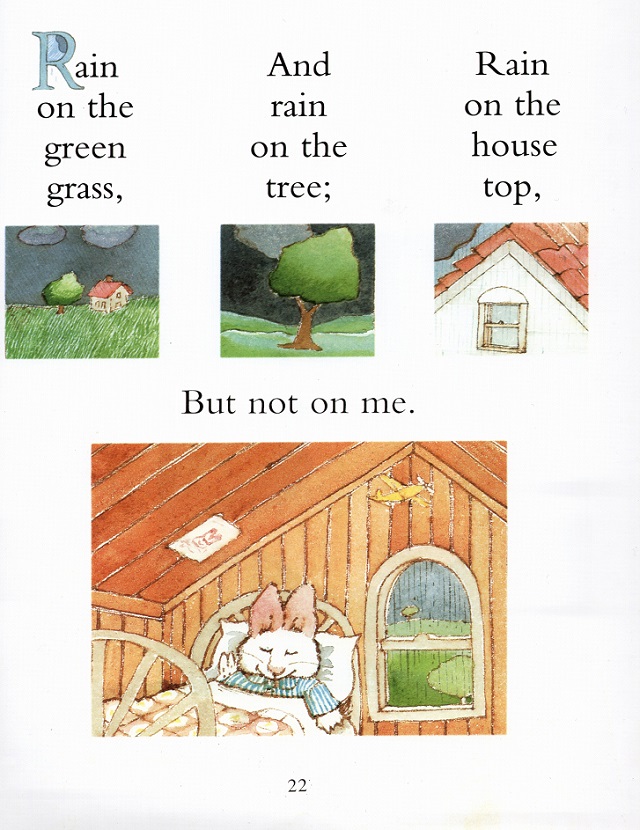 Rain
on the
green
grass,
And
rain
on the
tree;
Rain
on the
house
top,
But not on me.
22